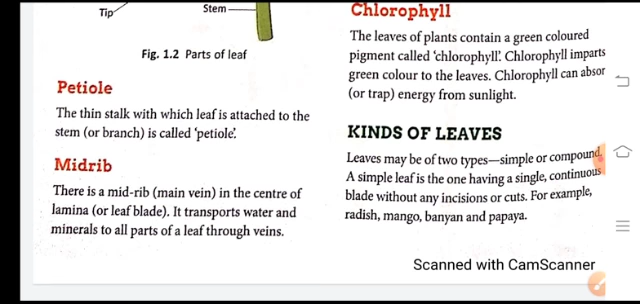 Tip
Stem
Fig. 1.2 Parts of leaf
Petiole
The thin stalk with which leaf is attached to the
stem (or branch) is called 'petiole'.
Midrib
There is a mid-rib (main vein) in the centre of
lamina (or leaf blade). It transports water and
minerals to all parts of a leaf through veins.
Chlorophyll
The leaves of plants contain a green coloured
pigment called 'chlorophyll'. Chlorophyll imparts
green colour to the leaves. Chlorophyll can absor
(or trap) energy from sunlight.
KINDS OF LEAVES
Leaves may be of two types—simple or compound.
A simple leaf is the one having a single, continuous
blade without any incisions or cuts. For example,
radish, mango, banyan and papaya.
Scanned with CamScanner